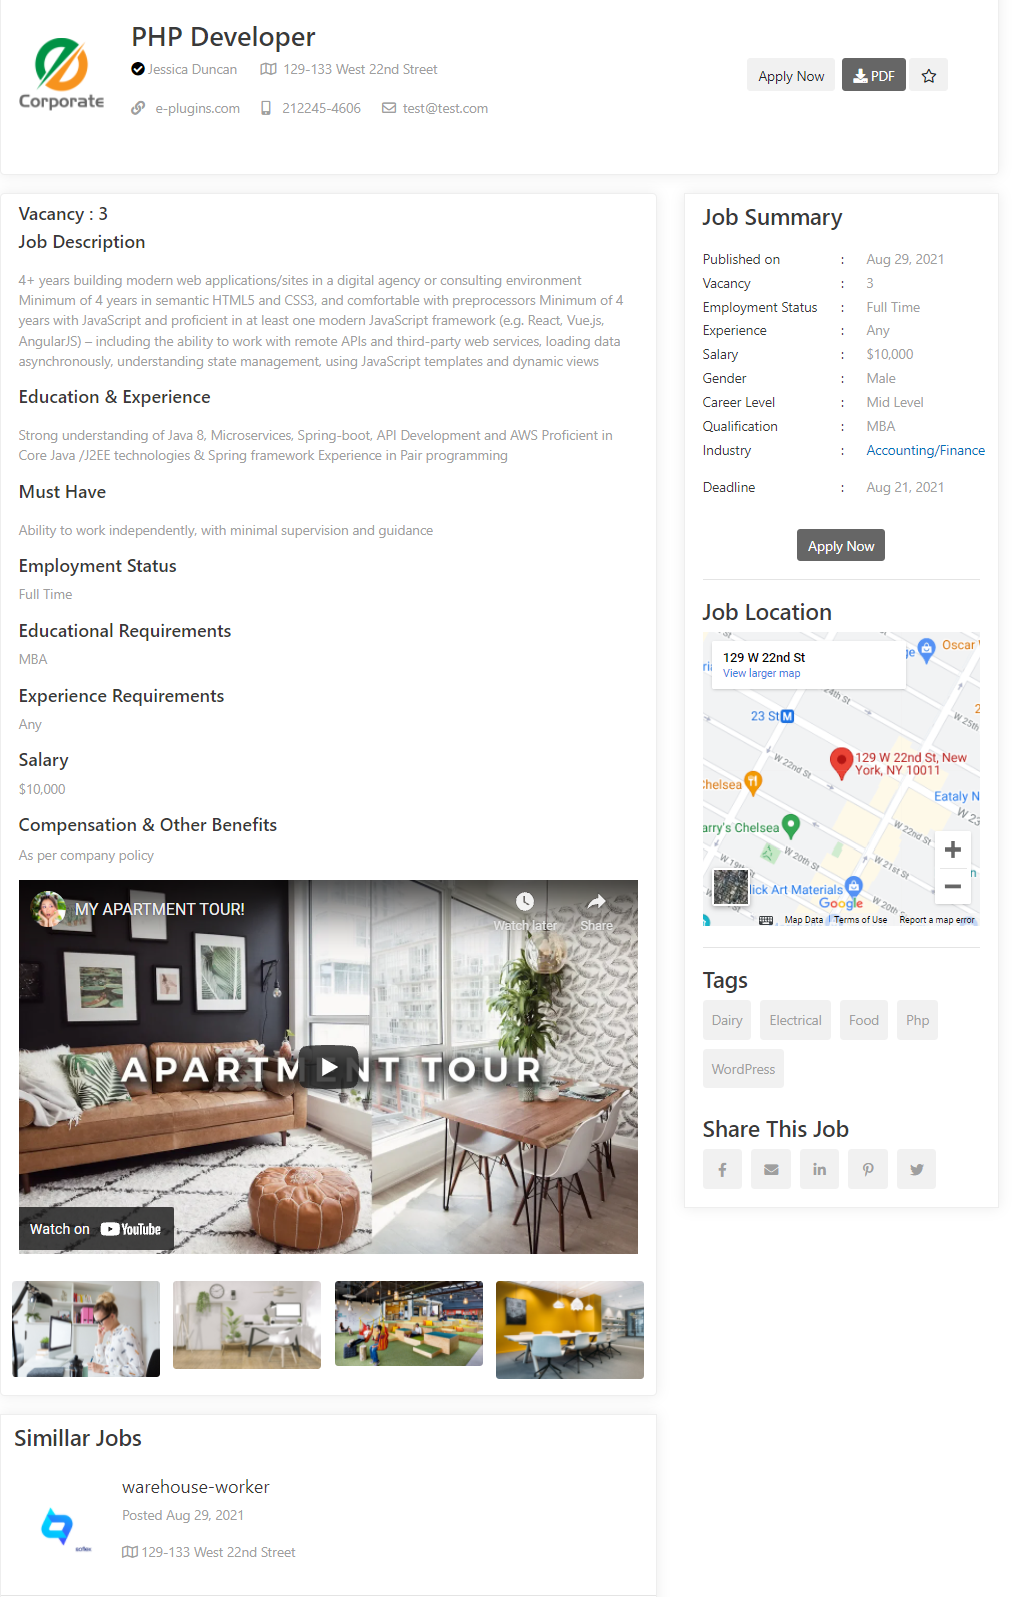 Corporate
PHP Developer
Jessica Duncan 129-133 West 22nd Street
e-plugins.com 212245-4606 test@test.com
Apply Now PDF
Vacancy : 3
Job Description
4+ years building modern web applications/sites in a digital agency or consulting environment
Minimum of 4 years in semantic HTML5 and CSS3, and comfortable with preprocessors Minimum of 4
years with JavaScript and proficient in at least one modern JavaScript framework (e.g. React, Vue.js,
AngularJS) – including the ability to work with remote APIs and third-party web services, loading data
asynchronously, understanding state management, using JavaScript templates and dynamic views
Education & Experience
Strong understanding of Java 8, Microservices, Spring-boot, API Development and AWS Proficient in
Core Java /J2EE technologies & Spring framework Experience in Pair programming
Must Have
Ability to work independently, with minimal supervision and guidance
Employment Status
Full Time
Educational Requirements
MBA
Experience Requirements
Any
Salary
$10,000
Compensation & Other Benefits
As per company policy
MY APARTMENT TOUR!
Watch later Share
APARTMENT TOUR
Watch on YouTube
Simillar Jobs
warehouse-worker
Posted Aug 29, 2021
129-133 West 22nd Street
Job Summary
Published on : Aug 29, 2021
Vacancy : 3
Employment Status : Full Time
Experience : Any
Salary : $10,000
Gender : Male
Career Level : Mid Level
Qualification : MBA
Industry : Accounting/Finance
Deadline : Aug 21, 2021
Apply Now
Job Location
129 W 22nd St
View larger map
Oscar
24th St
W 25th
23 St M
W 22nd St
129 W 22nd St, New
York, NY 10011
Chelsea
Eataly N
W 23
arry's Chelsea
W 22nd St
W 19th
W 20th St
W 21st St
lick Art Materials
Google
W 20th
Map Data Terms of Use Report a map error
Tags
Dairy Electrical Food Php
WordPress
Share This Job